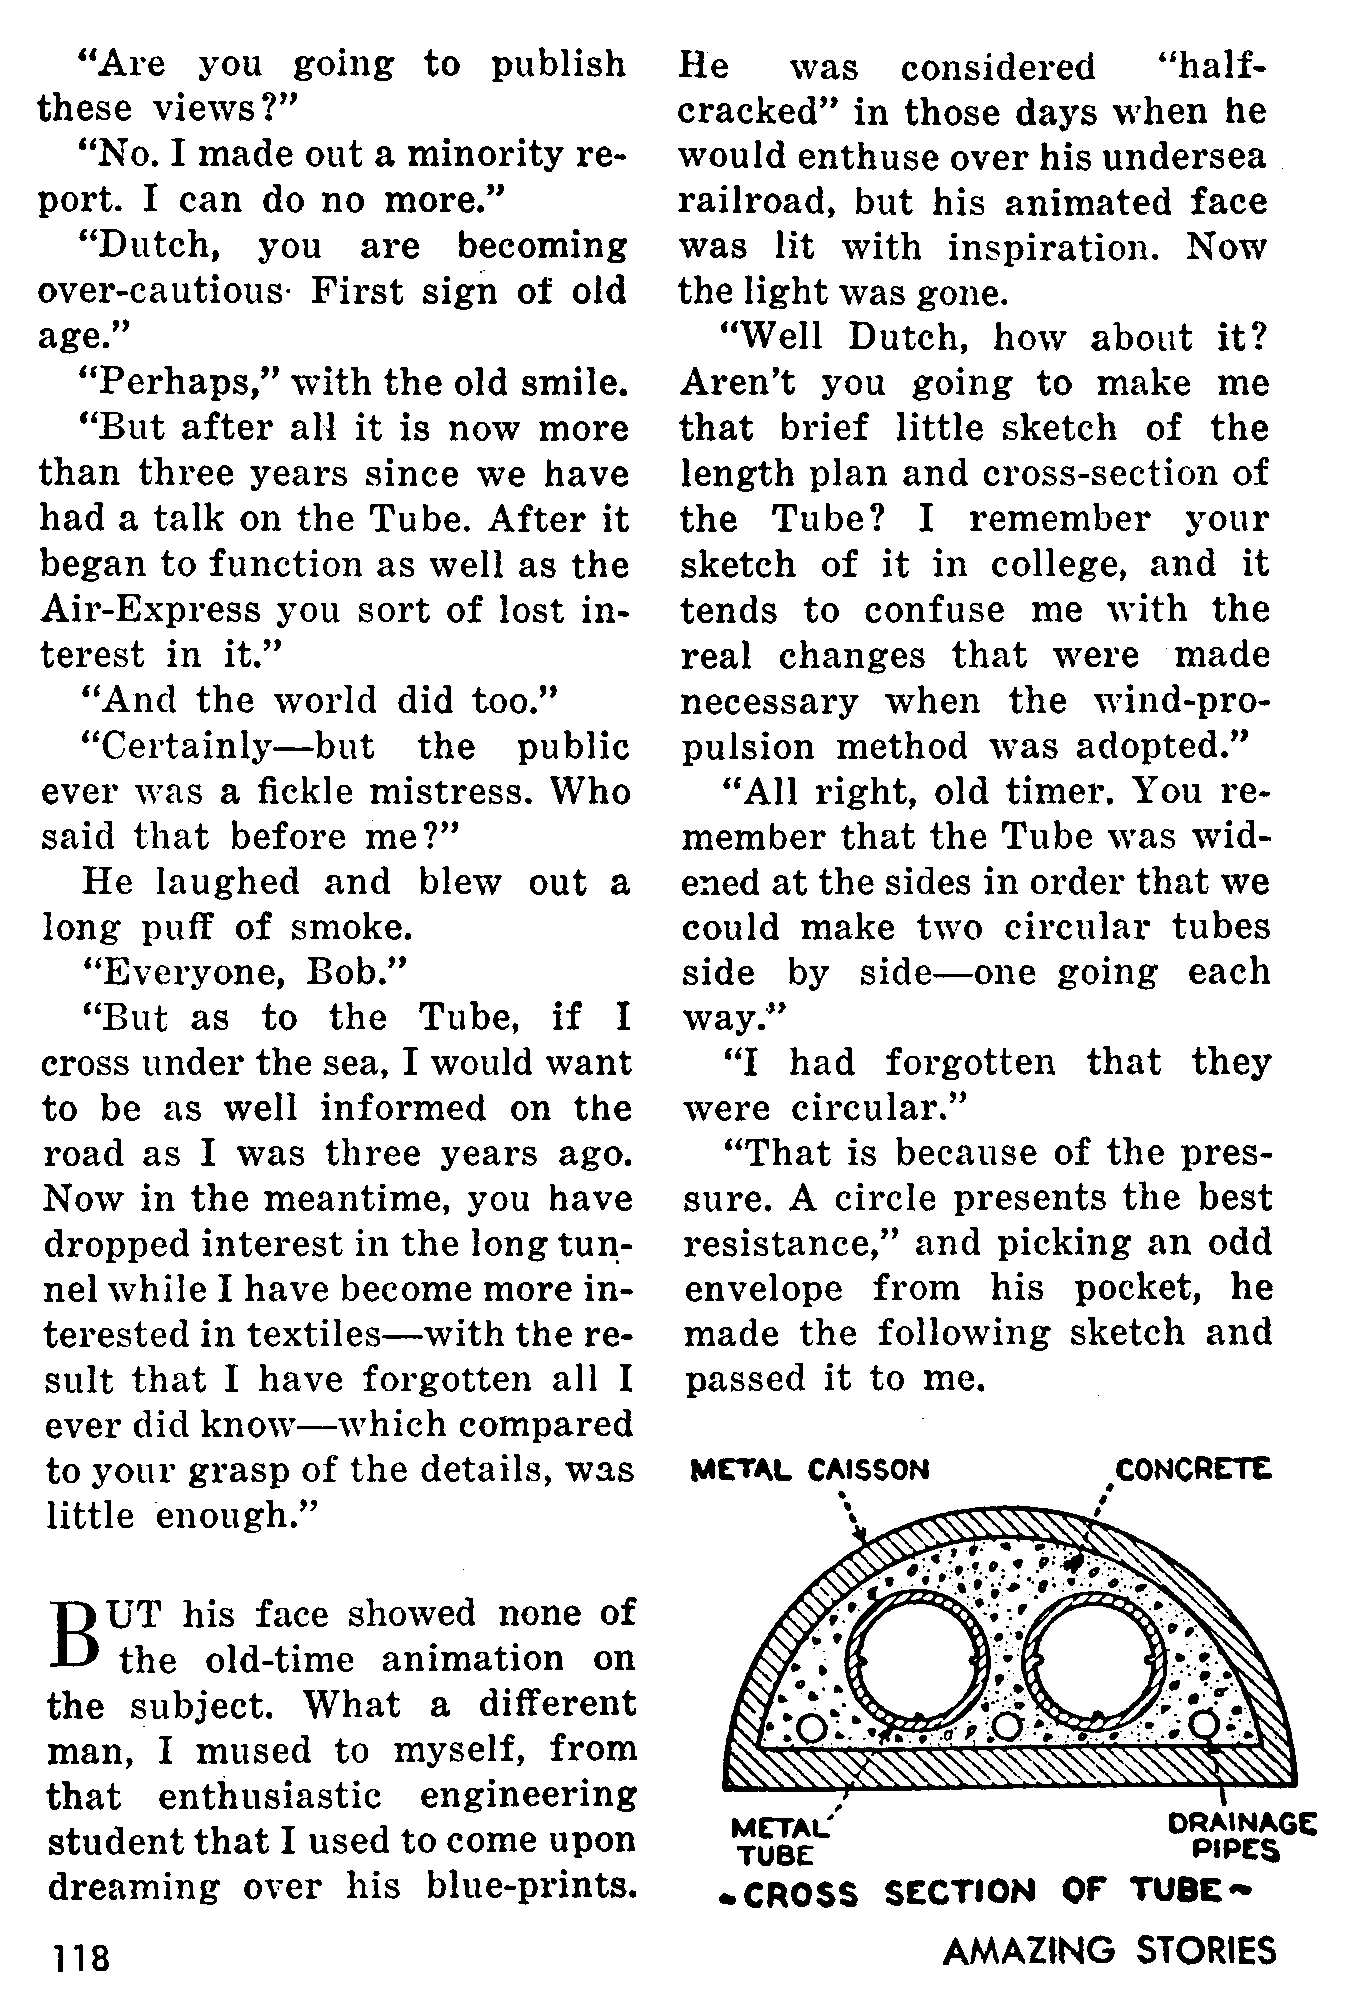 “Are you going to publish
these views?”
“No. I made out a minority re-
port. I can do no more.”
“Dutch, you are becoming
over-cautious· First sign of old
age.”
“Perhaps,” with the old smile.
“But after all it is now more
than three years since we have
had a talk on the Tube. After it
began to function as well as the
Air-Express you sort of lost in-
terest in it.”
“And the world did too.”
“Certainly—but the public
ever was a fickle mistress. Who
said that before me?”
He laughed and blew out a
long puff of smoke.
“Everyone, Bob.”
“But as to the Tube, if I
cross under the sea, I would want
to be as well informed on the
road as I was three years ago.
Now in the meantime, you have
dropped interest in the long tun-
nel while I have become more in-
terested in textiles—with the re-
sult that I have forgotten all I
ever did know—which compared
to your grasp of the details, was
little enough.”
BUT his face showed none of
the old-time animation on
the subject. What a different
man, I mused to myself, from
that enthusiastic engineering
student that I used to come upon
dreaming over his blue-prints.
He was considered “half-
cracked” in those days when he
would enthuse over his undersea
railroad, but his animated face
was lit with inspiration. Now
the light was gone.
“Well Dutch, how about it?
Aren’t you going to make me
that brief little sketch of the
length plan and cross-section of
the Tube? I remember your
sketch of it in college, and it
tends to confuse me with the
real changes that were made
necessary when the wind-pro-
pulsion method was adopted.”
“All right, old timer. You re-
member that the Tube was wid-
ened at the sides in order that we
could make two circular tubes
side by side—one going each
way.”
“I had forgotten that they
were circular.”
“That is because of the pres-
sure. A circle presents the best
resistance,” and picking an odd
envelope from his pocket, he
made the following sketch and
passed it to me.
METAL CAISSON
CONCRETE
METAL
TUBE
DRAINAGE
PIPES
~CROSS SECTION OF TUBE~
118
AMAZING STORIES